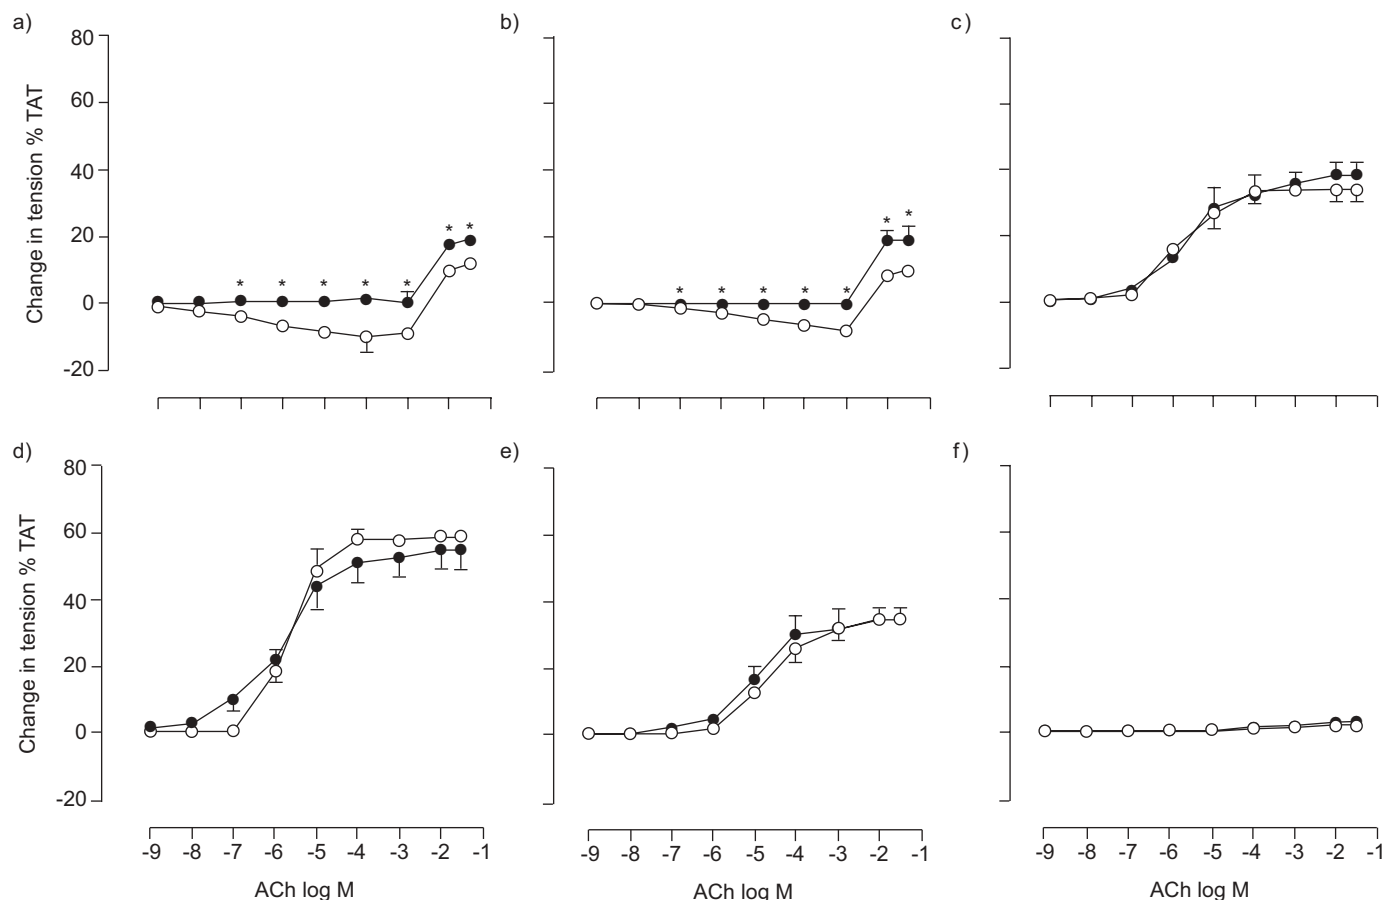 a)
b)
c)
80
60
40
20
0
-20
Change in tension % TAT
* * * * * * *
* * * * * * *
d)
e)
f)
80
60
40
20
0
-20
Change in tension % TAT
-9 -8 -7 -6 -5 -4 -3 -2 -1
ACh log M
-9 -8 -7 -6 -5 -4 -3 -2 -1
ACh log M
-9 -8 -7 -6 -5 -4 -3 -2 -1
ACh log M